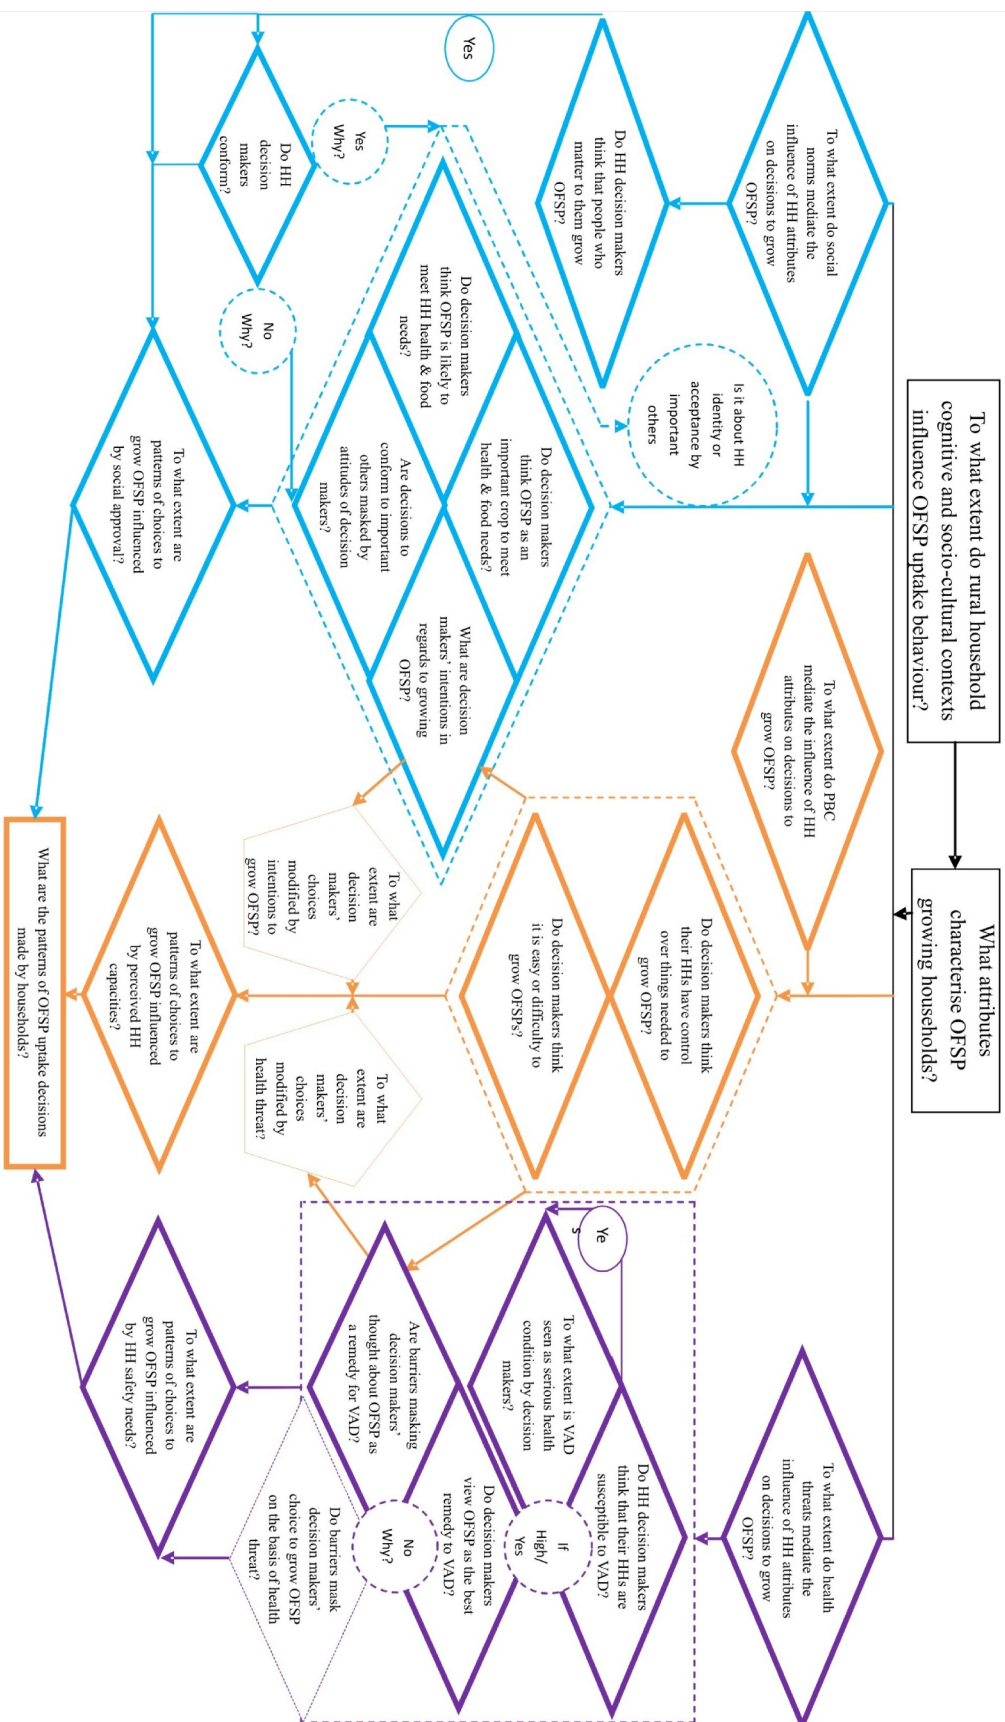 To what extent do rural household
cognitive and socio-cultural contexts
influence OFSP uptake behaviour?
What attributes
characterise OFSP
growing households?
To what extent do social
norms mediate the
influence of HH attributes
on decisions to grow
OFSP?
To what extent do PBC
mediate the influence of HH
attributes on decisions to
grow OFSP?
To what extent do health
threats mediate the
influence of HH attributes
on decisions to grow
OFSP?
Do HH decision makers
think that people who
matter to them grow
OFSP?
Is it about HH
identity or
acceptance by
important
others
Yes
Do decision makers think
their HHs have control
over things needed to
grow OFSP?
Do decision makers think
it is easy or difficulty to
grow OFSPs?
Do HH decision makers
think that their HHs are
susceptible to VAD?
Ye
s
To what extent is VAD
seen as serious health
condition by decision
makers?
If
High/
Yes
Do decision makers
think OFSP as an
important crop to meet
health & food needs?
Do decision makers
think OFSP is likely to
meet HH health & food
needs?
What are decision
makers' intentions in
regards to growing
OFSP?
Are decisions to
conform to important
others masked by
attitudes of decision
makers?
Yes
Why?
Do HH
decision
makers
conform?
No
Why?
Do decision makers
view OFSP as the best
remedy to VAD?
Are barriers masking
decision makers'
thought about OFSP as
a remedy for VAD?
No
Why?
To what
extent are
decision
makers'
choices
modified by
intentions to
grow OFSP?
To what
extent are
decision
makers'
choices
modified by
health threat?
Do barriers mask
decision makers'
choice to grow OFSP
on the basis of health
threat?
To what extent are
patterns of choices to
grow OFSP influenced
by social approval?
To what extent are
patterns of choices to
grow OFSP influenced
by perceived HH
capacities?
To what extent are
patterns of choices to
grow OFSP influenced
by HH safety needs?
What are the patterns of OFSP uptake decisions
made by households?